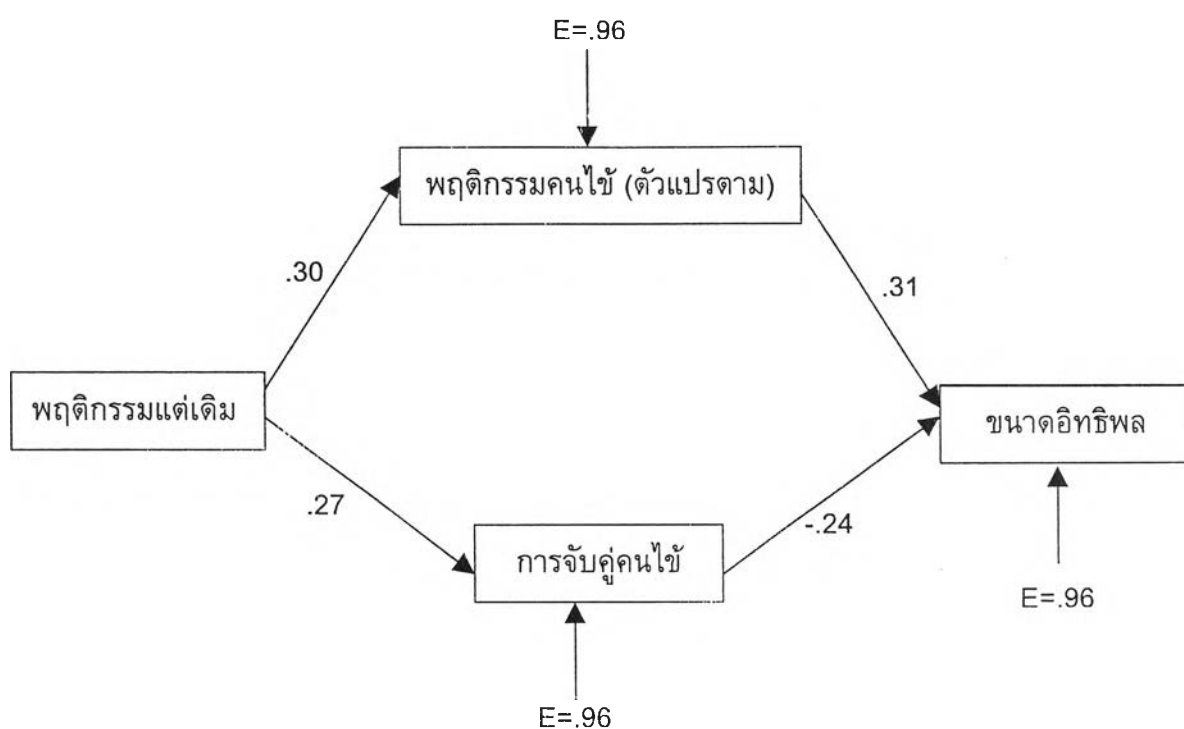 E=.96
พฤติกรรมคนไข้ (ตัวแปรตาม)
.30
.31
พฤติกรรมแต่เดิม
ขนาดอิทธิพล
.27
-.24
การจับคู่คนไข้
E=.96
E=.96